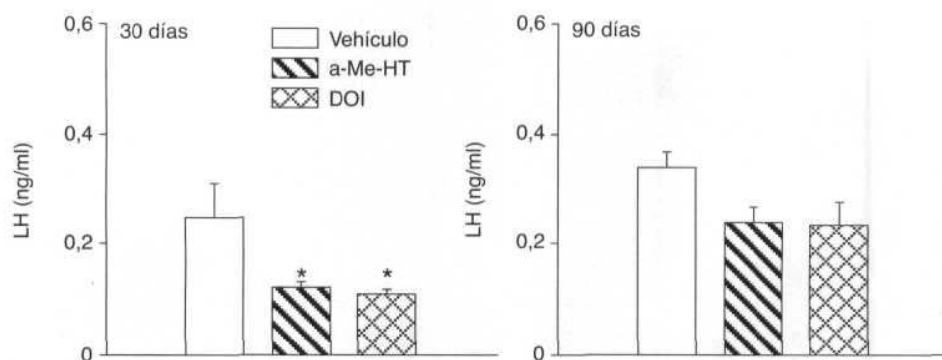 30 días
Vehículo
a-Me-HT
DOI
LH (ng/ml)
0,6
0,4
0,2
0
*
*
90 días
LH (ng/ml)
0,6
0,4
0,2
0